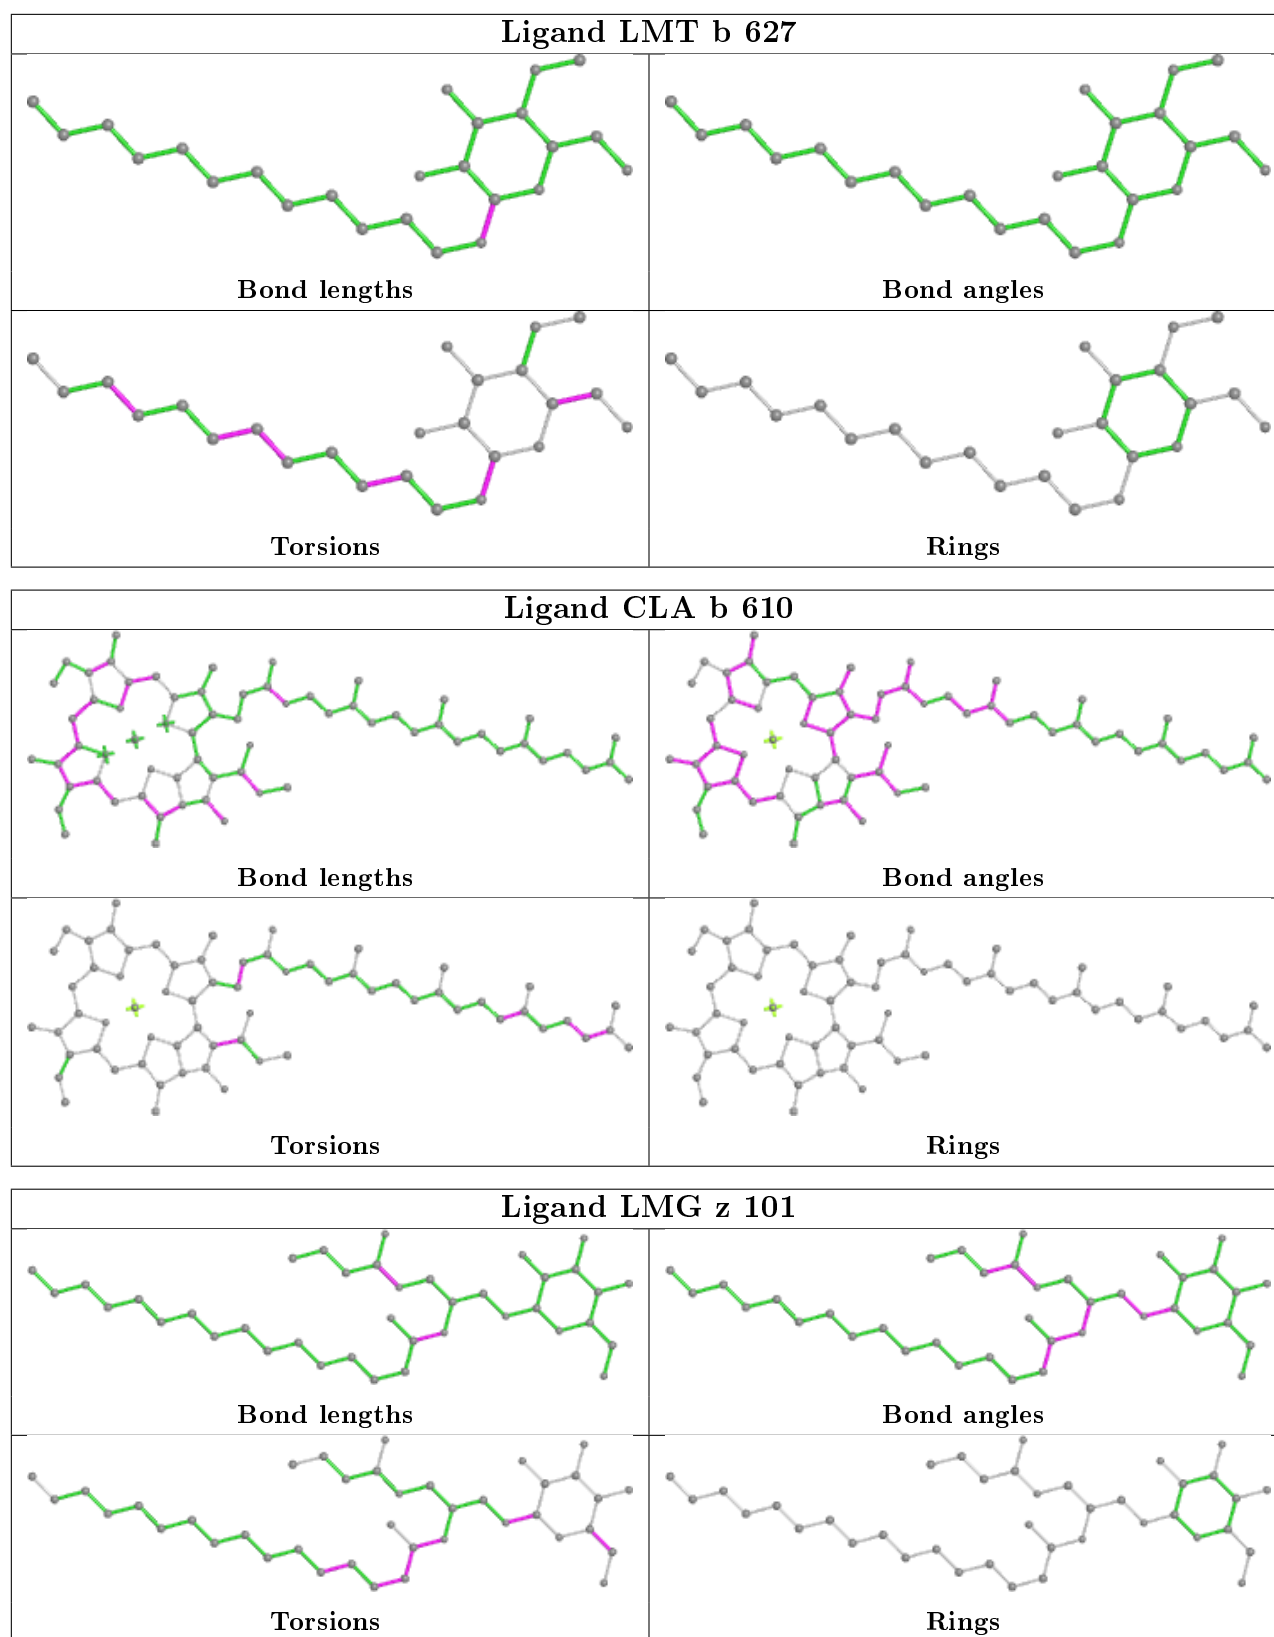 Ligand LMT b 627
Bond lengths
Bond angles
Torsions
Rings
Ligand CLA b 610
Bond lengths
Bond angles
Torsions
Rings
Ligand LMG z 101
Bond lengths
Bond angles
Torsions
Rings